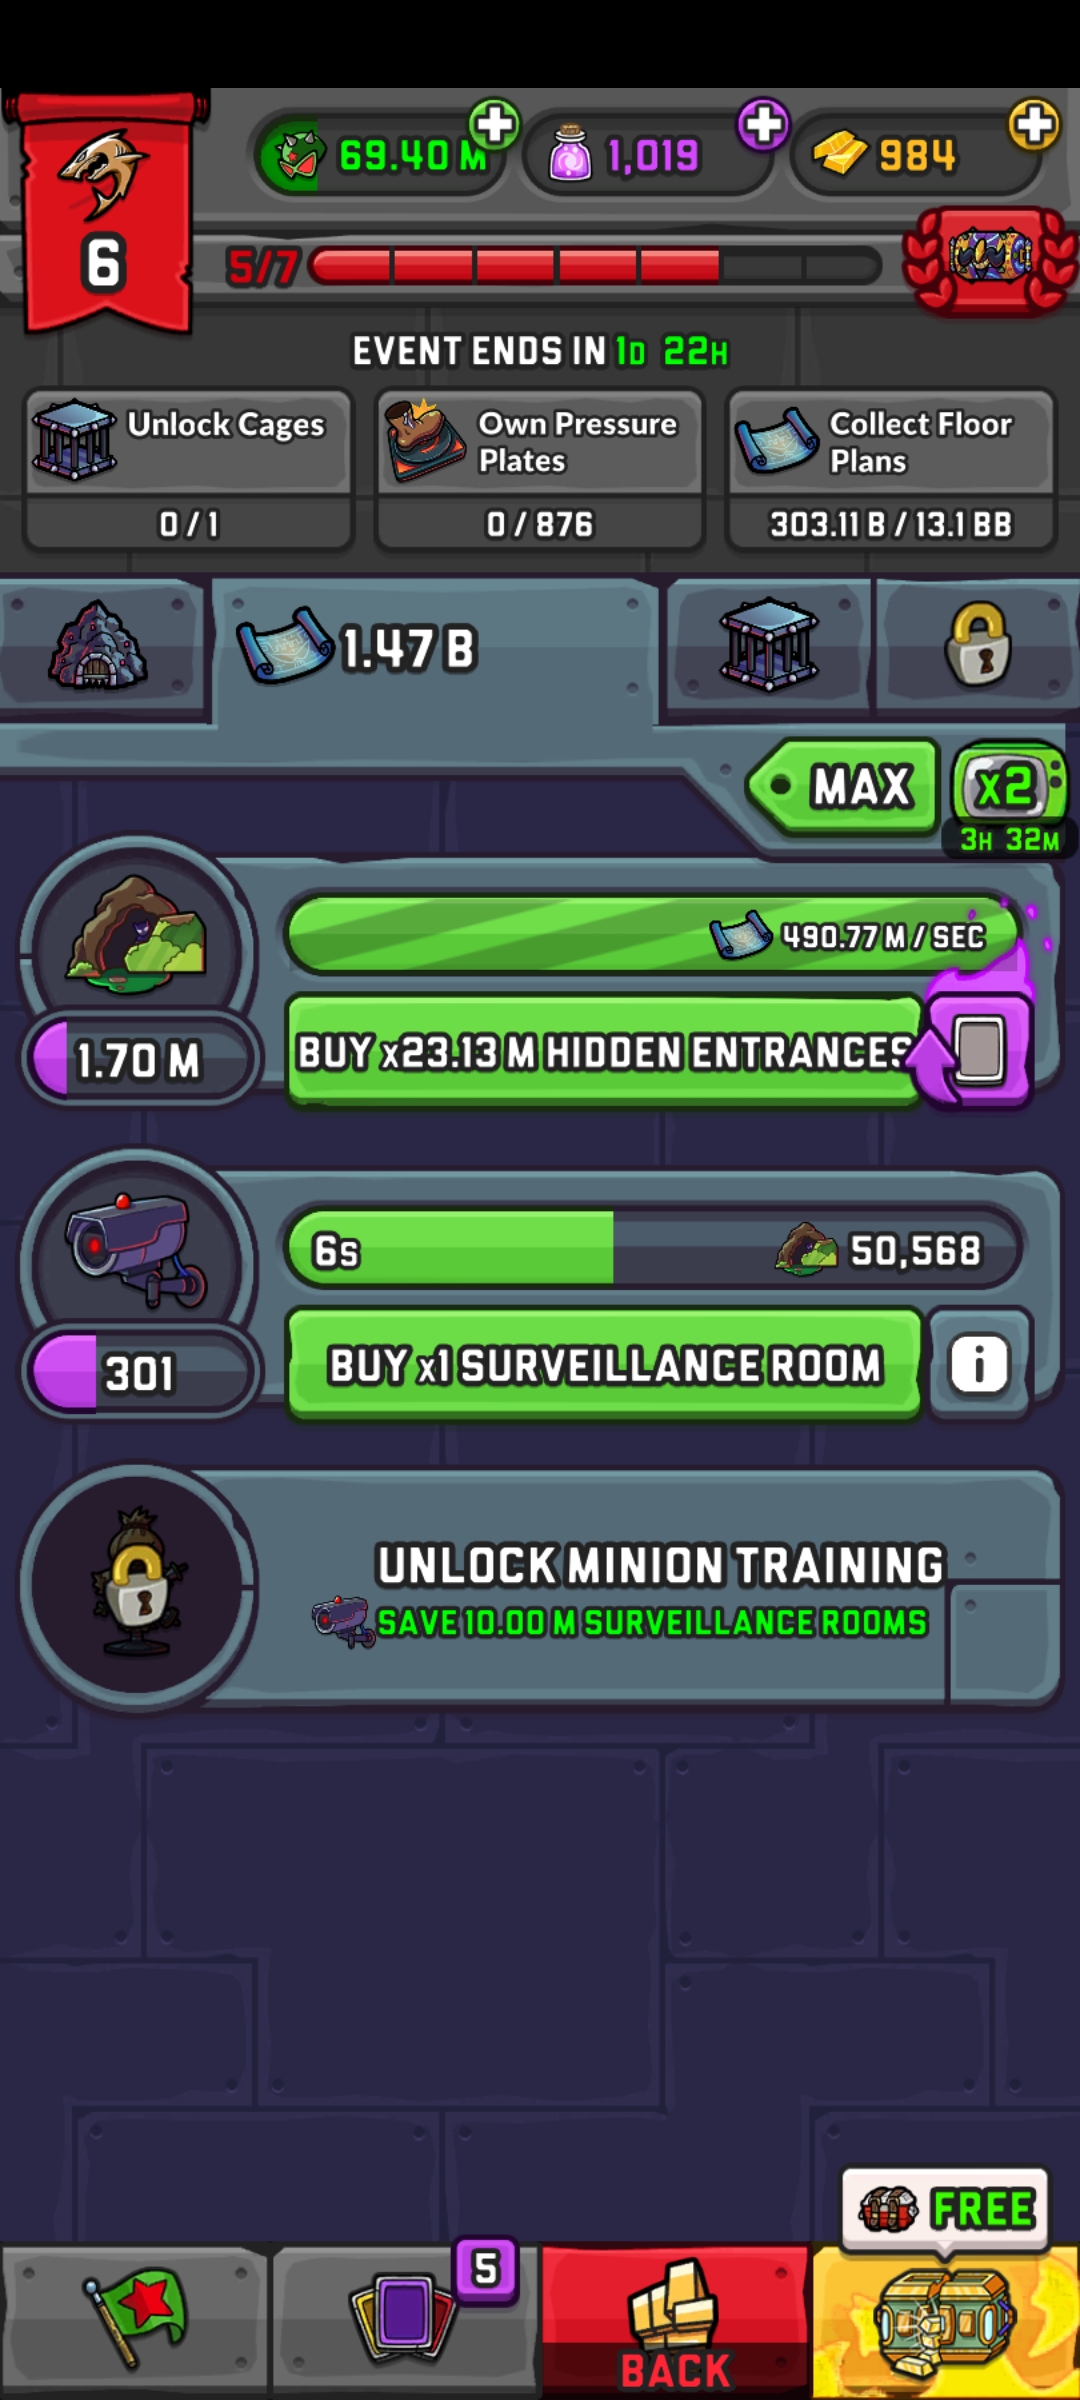 69.40 M
1,019
984
6
5/7
EVENT ENDS IN 1D 22H
Unlock Cages
0 / 1
Own Pressure
Plates
0 / 876
Collect Floor
Plans
303.11 B / 13.1 BB
1.47 B
MAX
x2
3H 32M
490.77 M / SEC
1.70 M
BUY x23.13 M HIDDEN ENTRANCES
6s
50,568
301
BUY x1 SURVEILLANCE ROOM
i
UNLOCK MINION TRAINING
SAVE 10.00 M SURVEILLANCE ROOMS
FREE
5
BACK